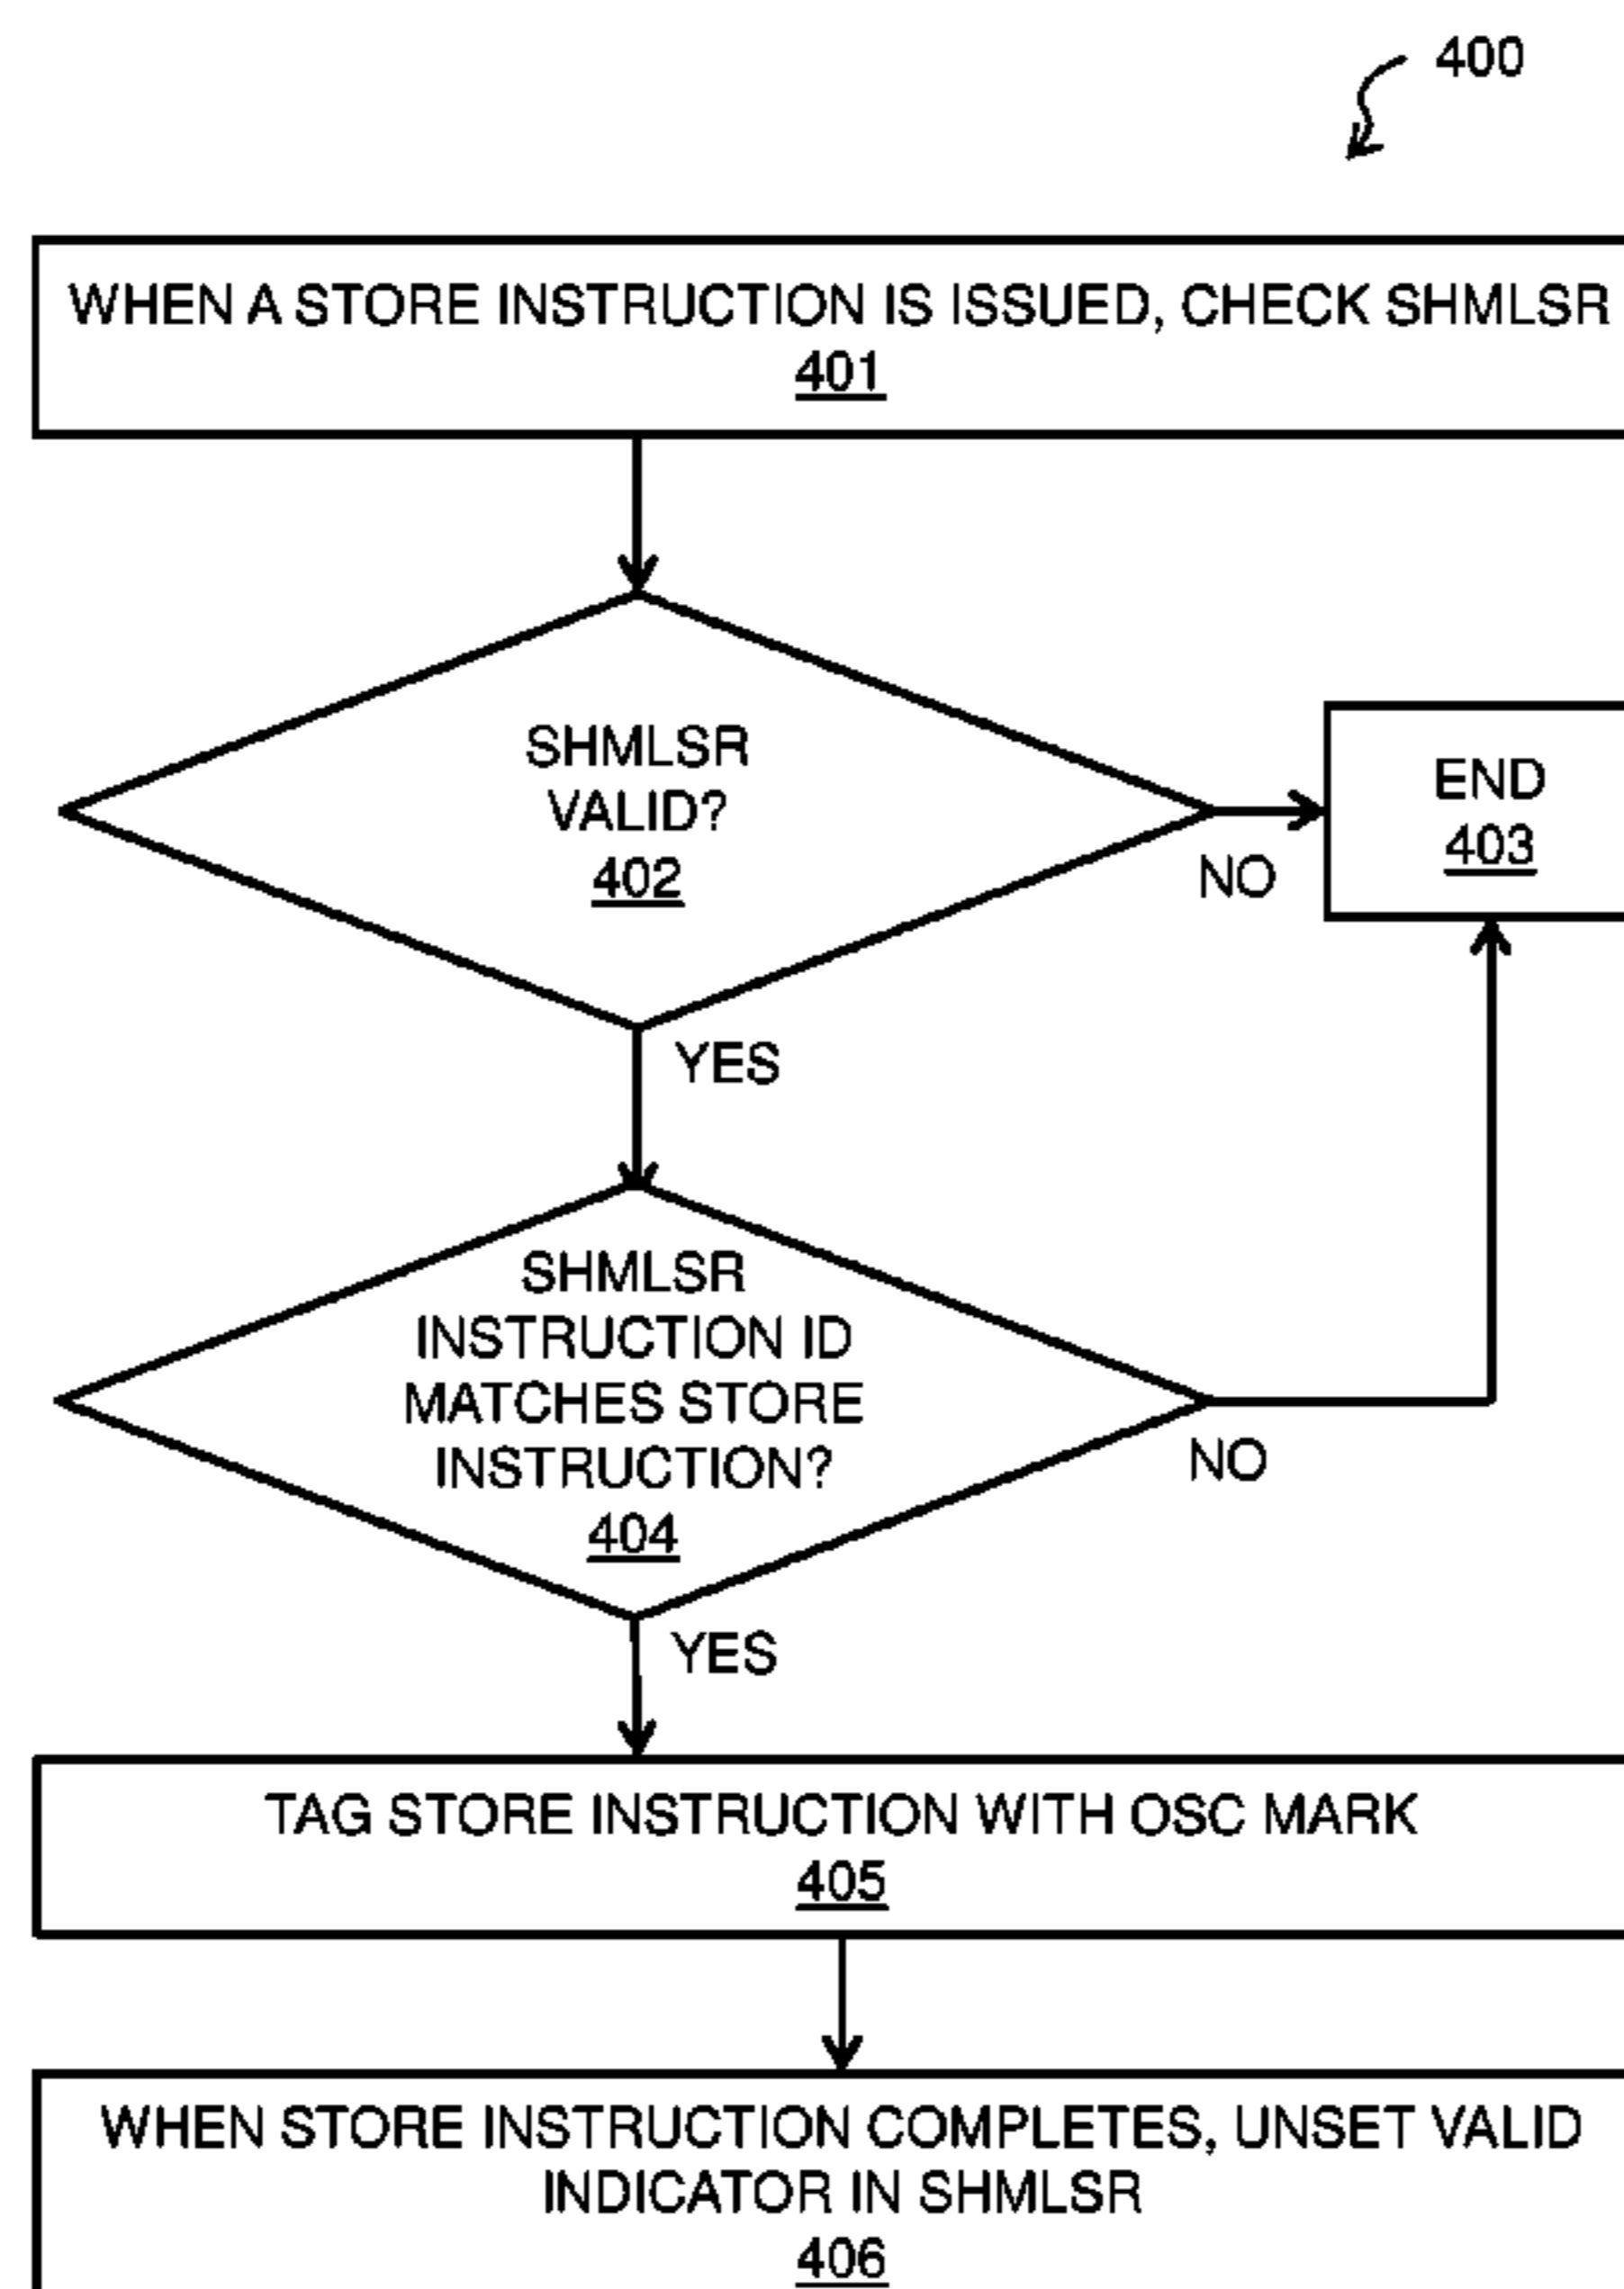 400
WHEN A STORE INSTRUCTION IS ISSUED, CHECK SHMLSR
401
SHMLSR
VALID?
402
NO
END
403
YES
SHMLSR
INSTRUCTION ID
MATCHES STORE
INSTRUCTION?
404
NO
YES
TAG STORE INSTRUCTION WITH OSC MARK
405
WHEN STORE INSTRUCTION COMPLETES, UNSET VALID
INDICATOR IN SHMLSR
406